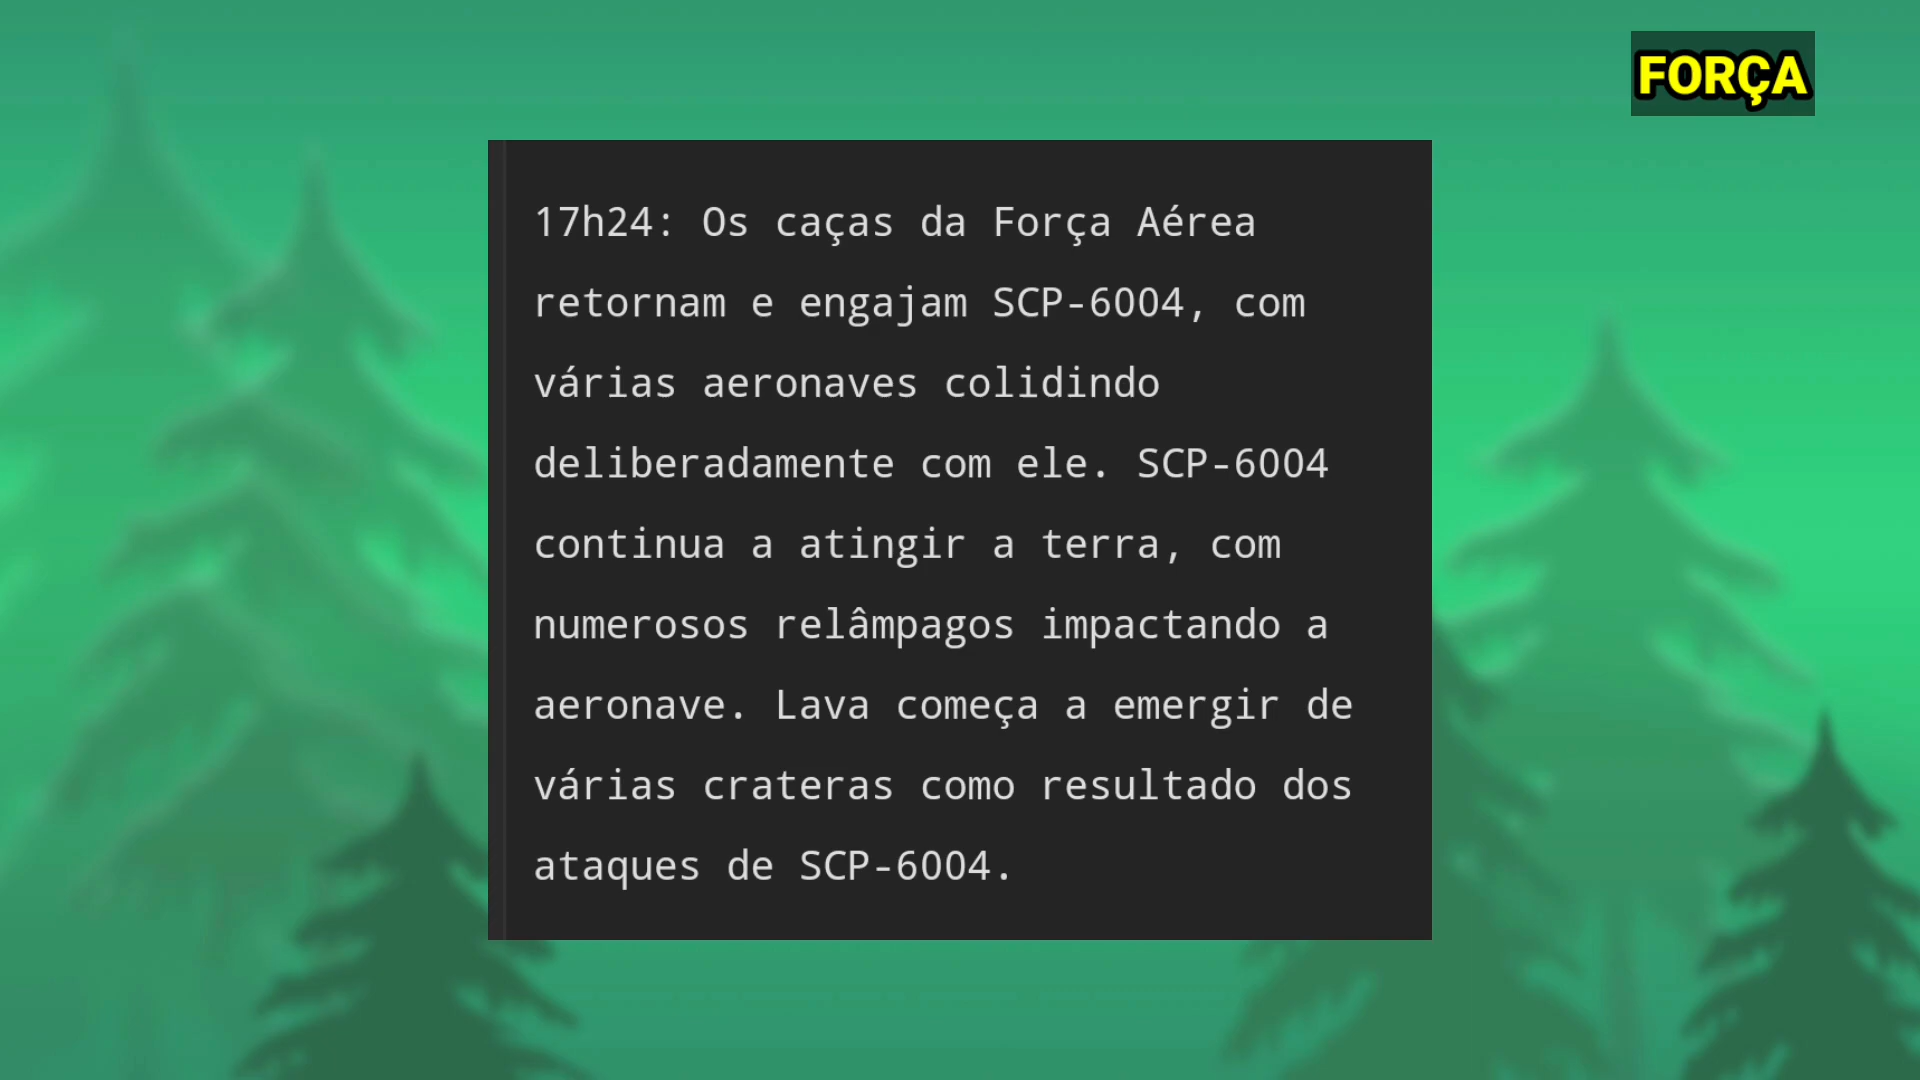 FORÇA
17h24: Os caças da Força Aérea
retornam e engajam SCP-6004, com
várias aeronaves colidindo
deliberadamente com ele. SCP-6004
continua a atingir a terra, com
numerosos relâmpagos impactando a
aeronave. Lava começa a emergir de
várias crateras como resultado dos
ataques de SCP-6004.